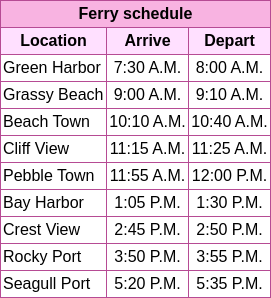 Ferry schedule
Location Arrive Depart
Green Harbor 7:30 A.M. 8:00 A.M.
Grassy Beach 9:00 A.M. 9:10 A.M.
Beach Town 10:10 A.M. 10:40 A.M.
Cliff View 11:15 A.M. 11:25 A.M.
Pebble Town 11:55 A.M. 12:00 P.M.
Bay Harbor 1:05 P.M. 1:30 P.M.
Crest View 2:45 P.M. 2:50 P.M.
Rocky Port 3:50 P.M. 3:55 P.M.
Seagull Port 5:20 P.M. 5:35 P.M.